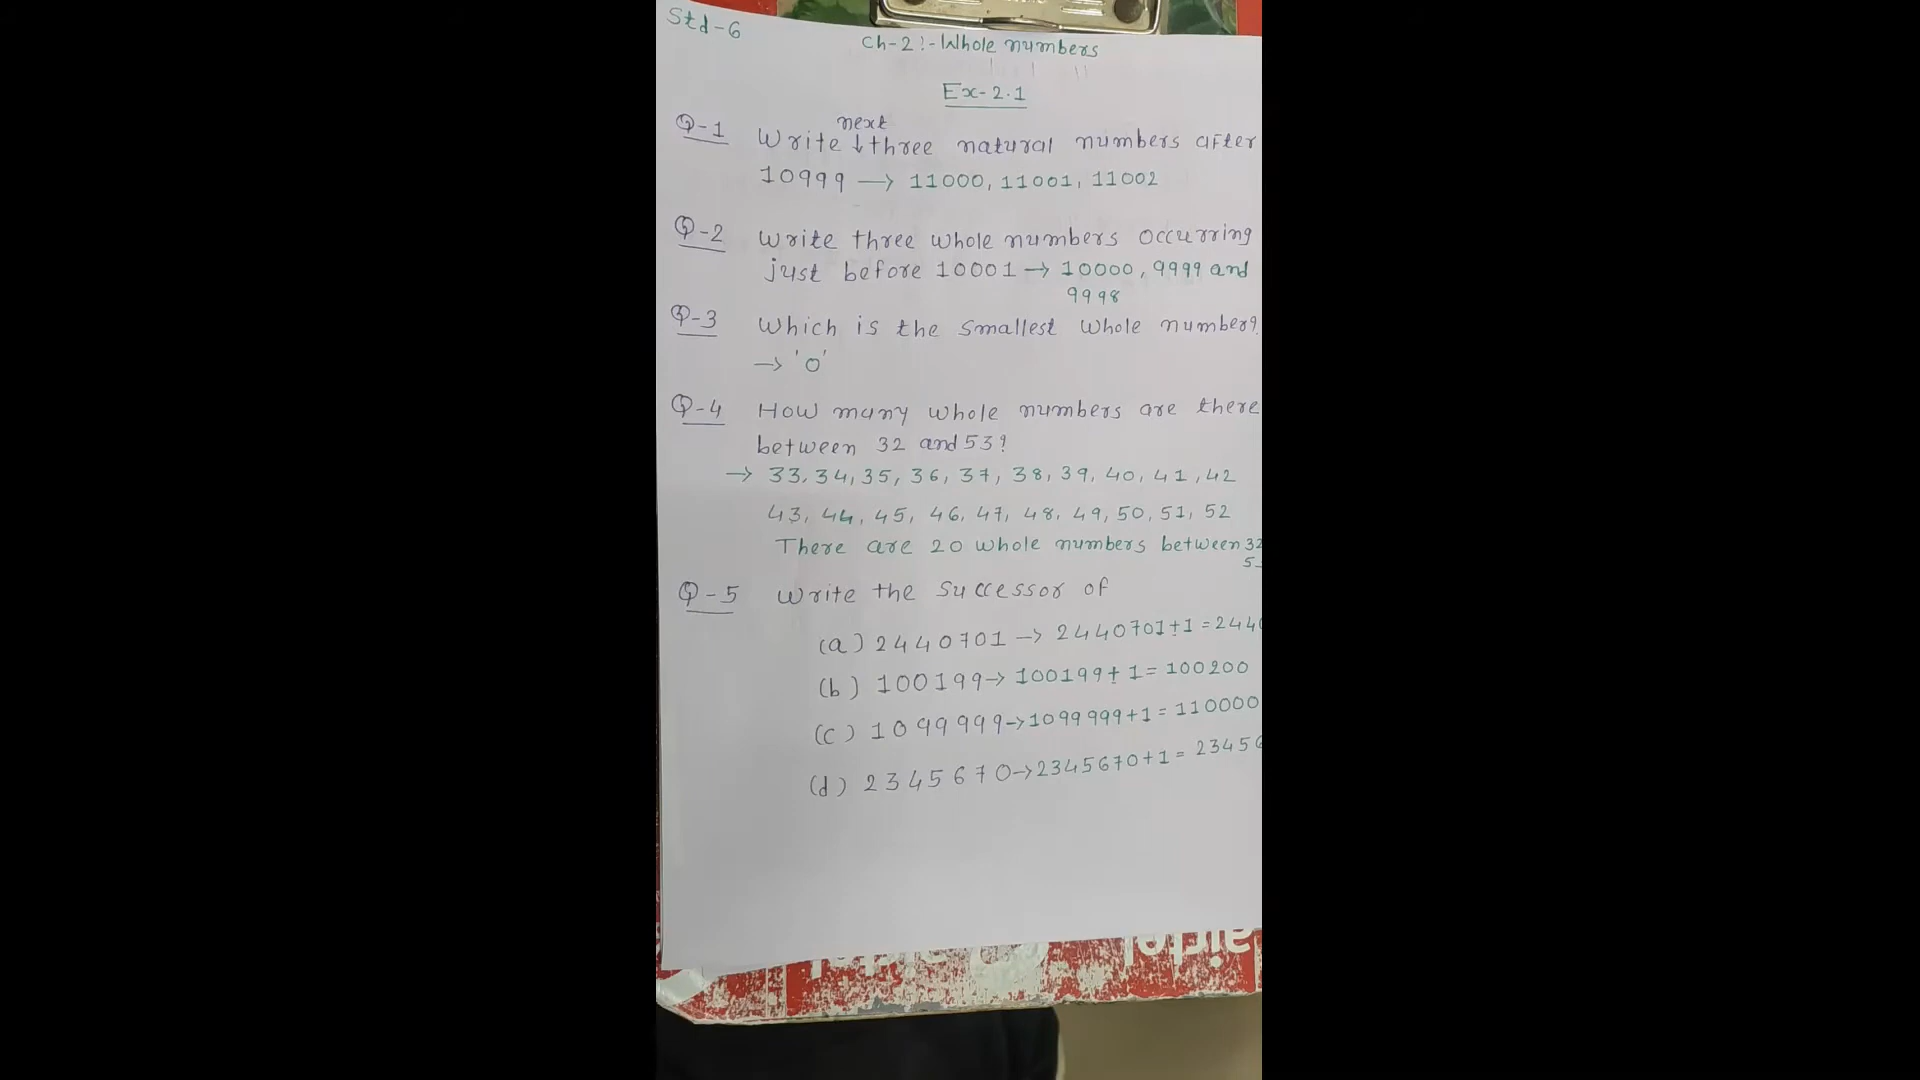 Std-6
Ch-2:- Whole numbers
Ex-2.1
next
Q-1 Write ↓ three natural numbers after
10999 → 11000, 11001, 11002
Q-2 Write three whole numbers occurring
just before 10001 → 10000, 9999 and
9998
Q-3 Which is the smallest whole number?
→ '0'
Q-4 How many whole numbers are there
between 32 and 53?
→ 33, 34, 35, 36, 37, 38, 39, 40, 41, 42
43, 44, 45, 46, 47, 48, 49, 50, 51, 52
There are 20 whole numbers between 32
5
Q-5 Write the successor of
(a) 2440701 → 2440701+1 = 244
(b) 100199 → 100199+1 = 100200
(c) 1099999 → 1099999+1 = 110000
(d) 2345670 → 2345670+1 = 2345
airtel